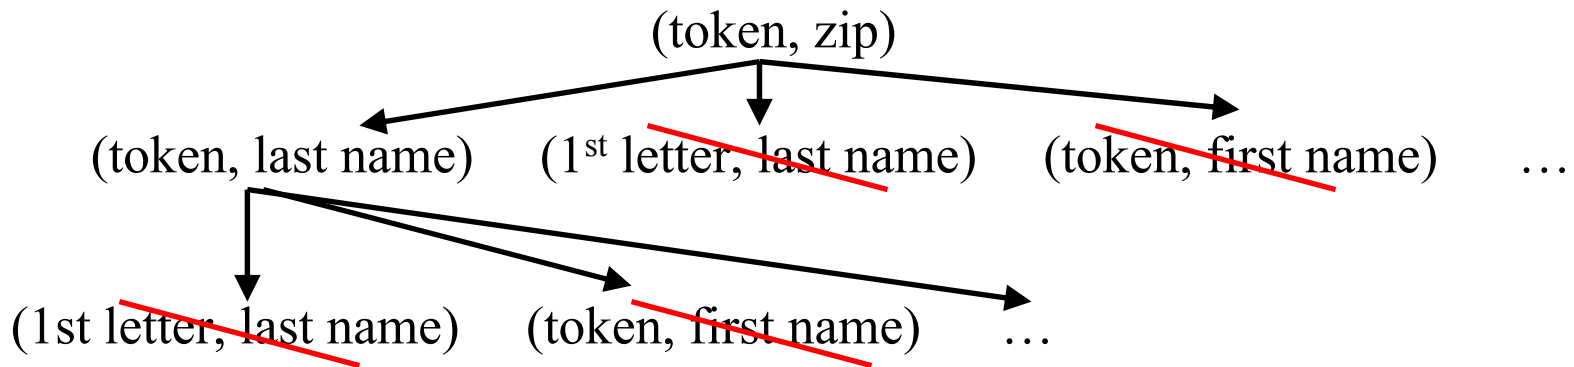 (token, zip)
(token, last name) (1st letter, last name) (token, first name) …
(1st letter, last name) (token, first name) …